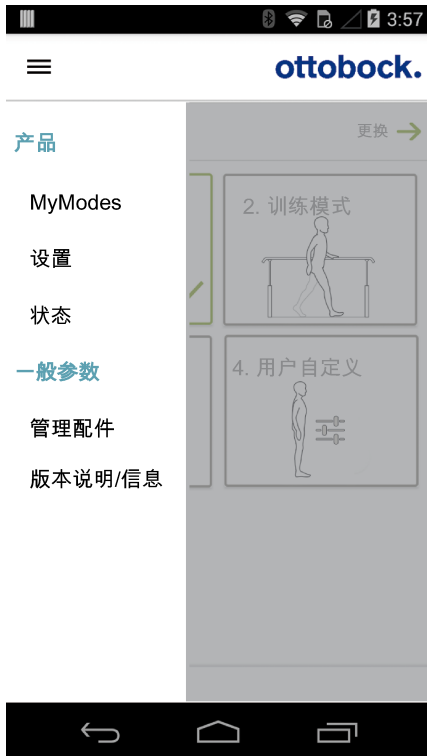 3:57
ottobock.
产品
更换
MyModes
2. 训练模式
设置
状态
一般参数
4. 用户自定义
管理配件
版本说明/信息